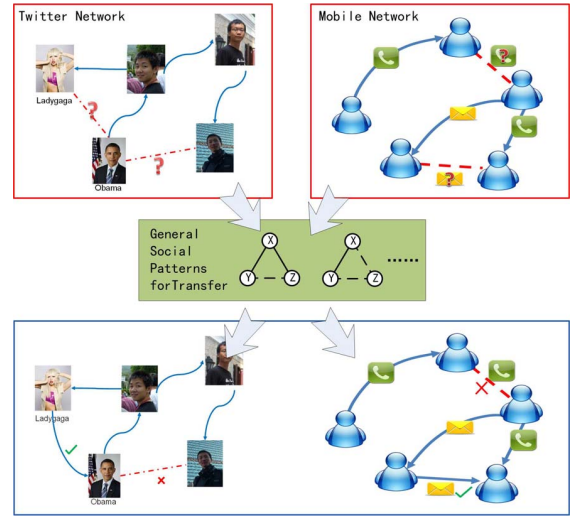 Twitter Network
Mobile Network
?
Ladygaga
?
?
Obama
?
General
Social
Patterns
forTransfer
X
Y
Z
X
Y
Z
......
Ladygaga
Obama